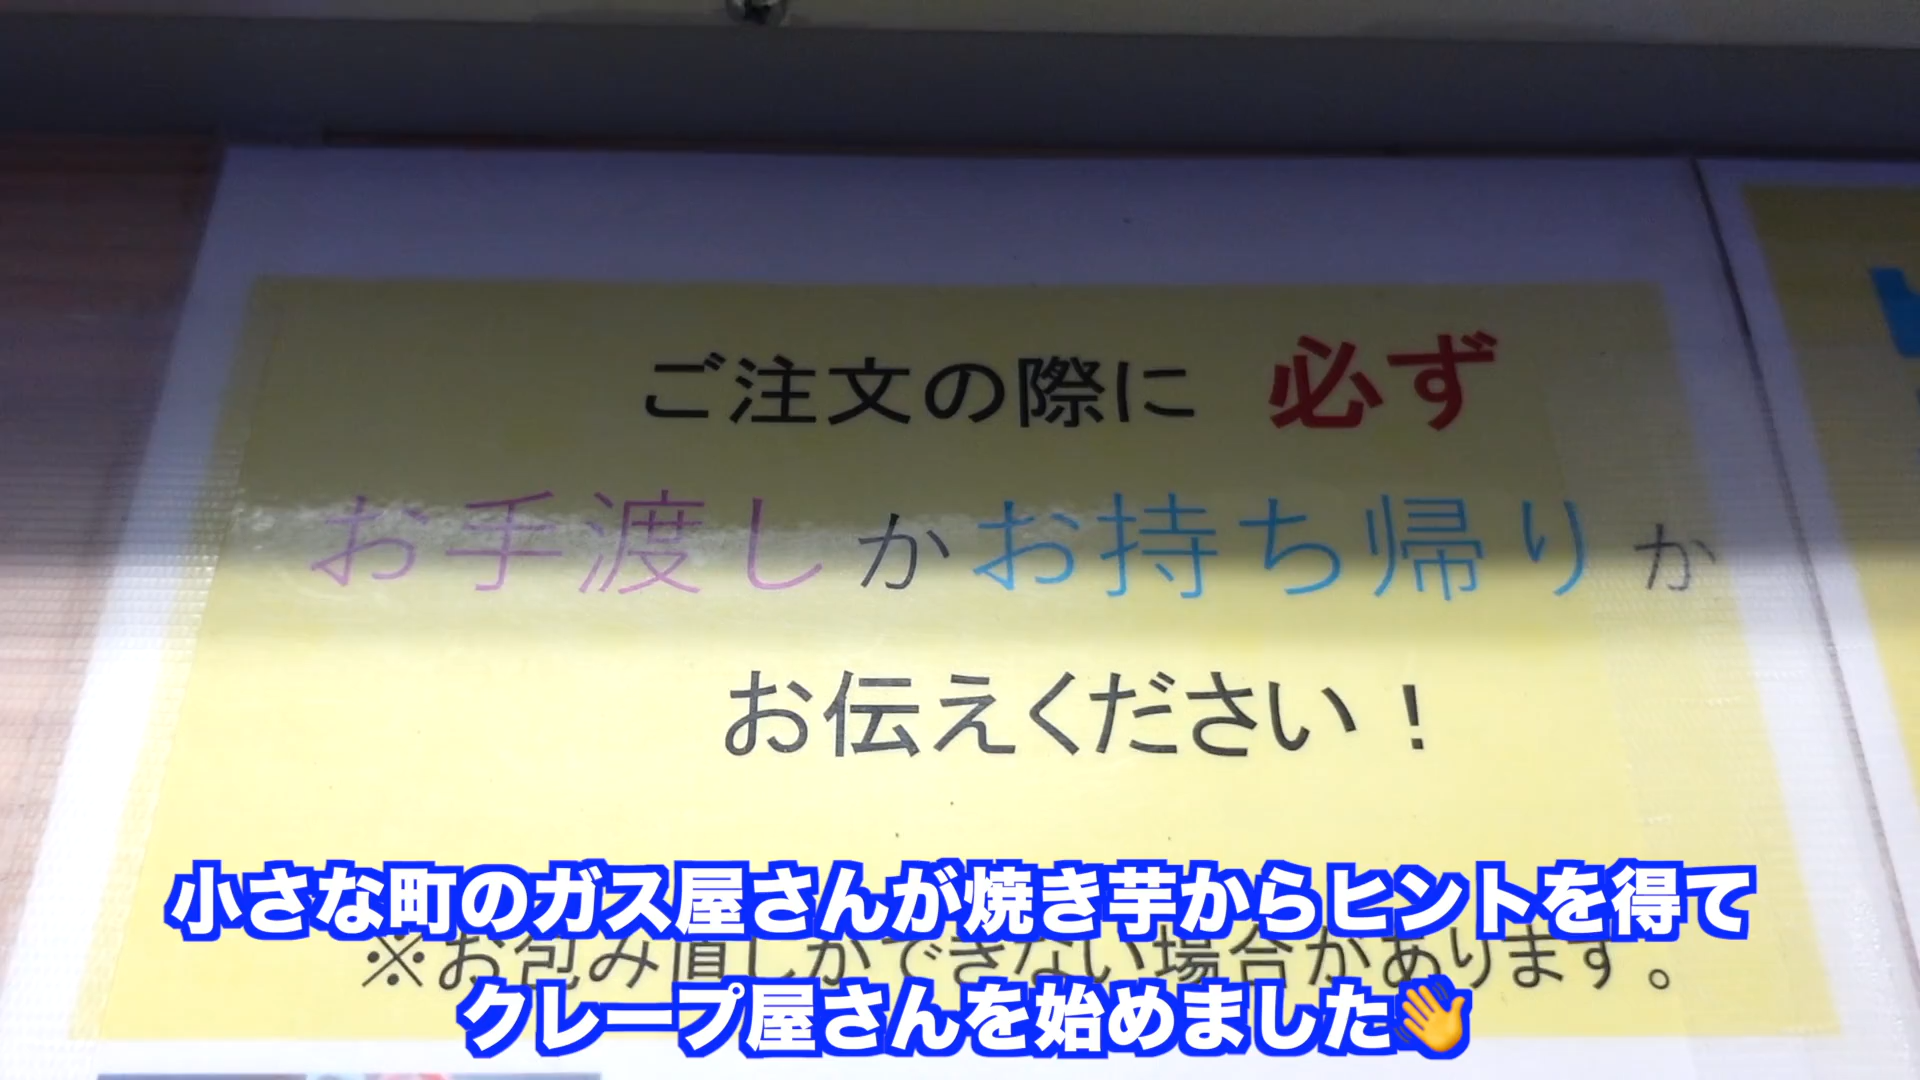 ご注文の際に 必ず
お手渡しかお持ち帰りか
お伝えください！
小さな町のガス屋さんが焼き芋からヒントを得て
※お包み直しができない場合があります。
クレープ屋さんを始めました👋